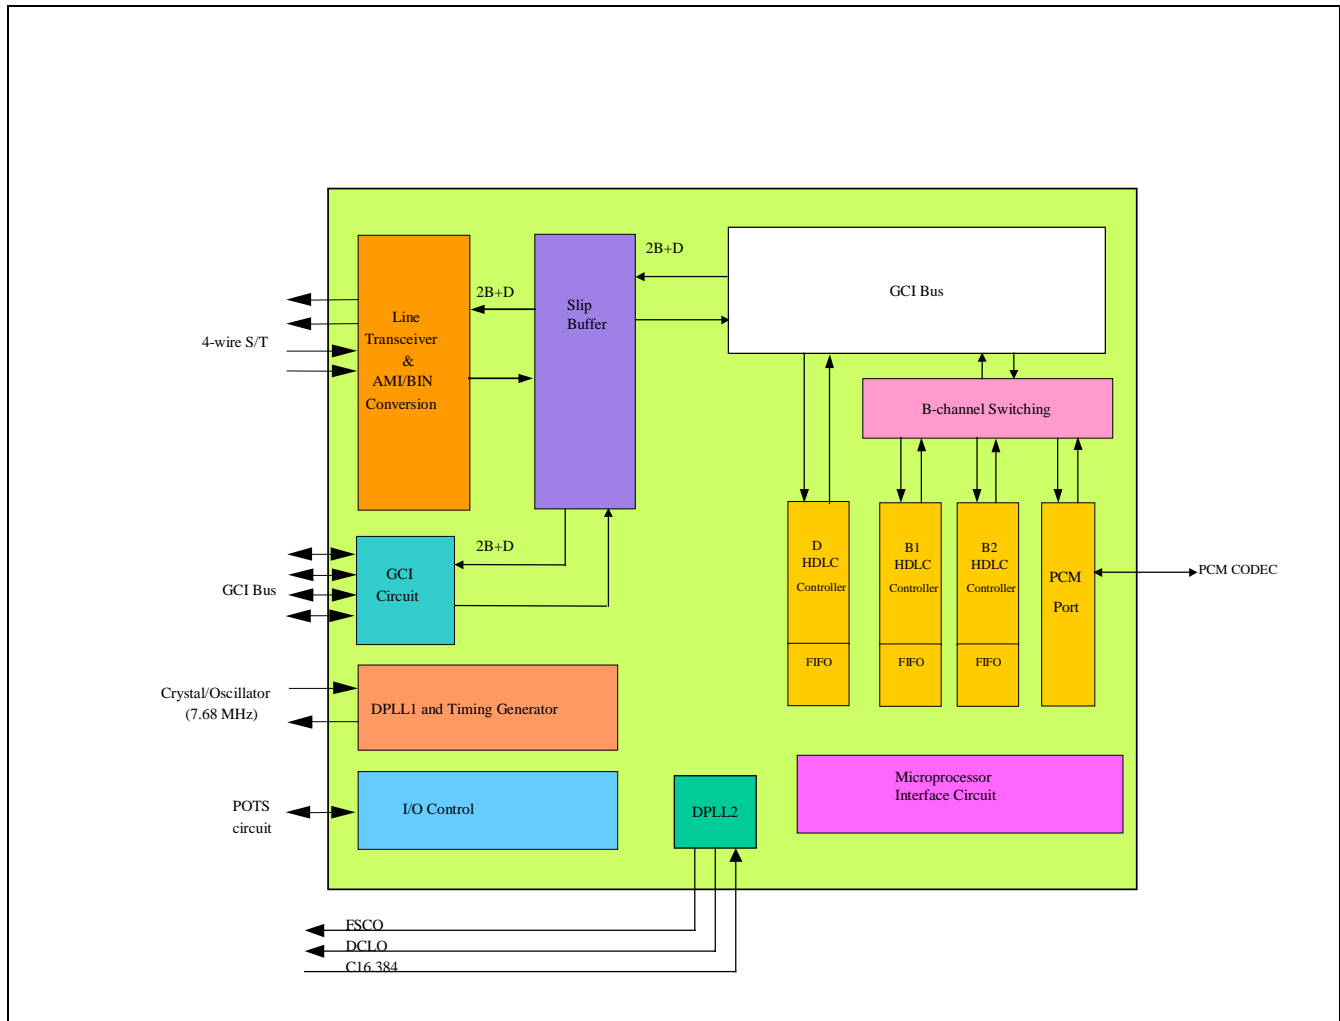 2B+D
GCI Bus
2B+D
Slip
Buffer
Line
Transceiver
&
AMI/BIN
Conversion
4-wire S/T
B-channel Switching
2B+D
GCI
Circuit
GCI Bus
D
HDLC
Controller
FIFO
B1
HDLC
Controller
FIFO
B2
HDLC
Controller
FIFO
PCM
Port
PCM CODEC
Crystal/Oscillator
(7.68 MHz)
DPLL1 and Timing Generator
Microprocessor
Interface Circuit
POTS
circuit
I/O Control
DPLL2
FSCO
DCLO
C16.384